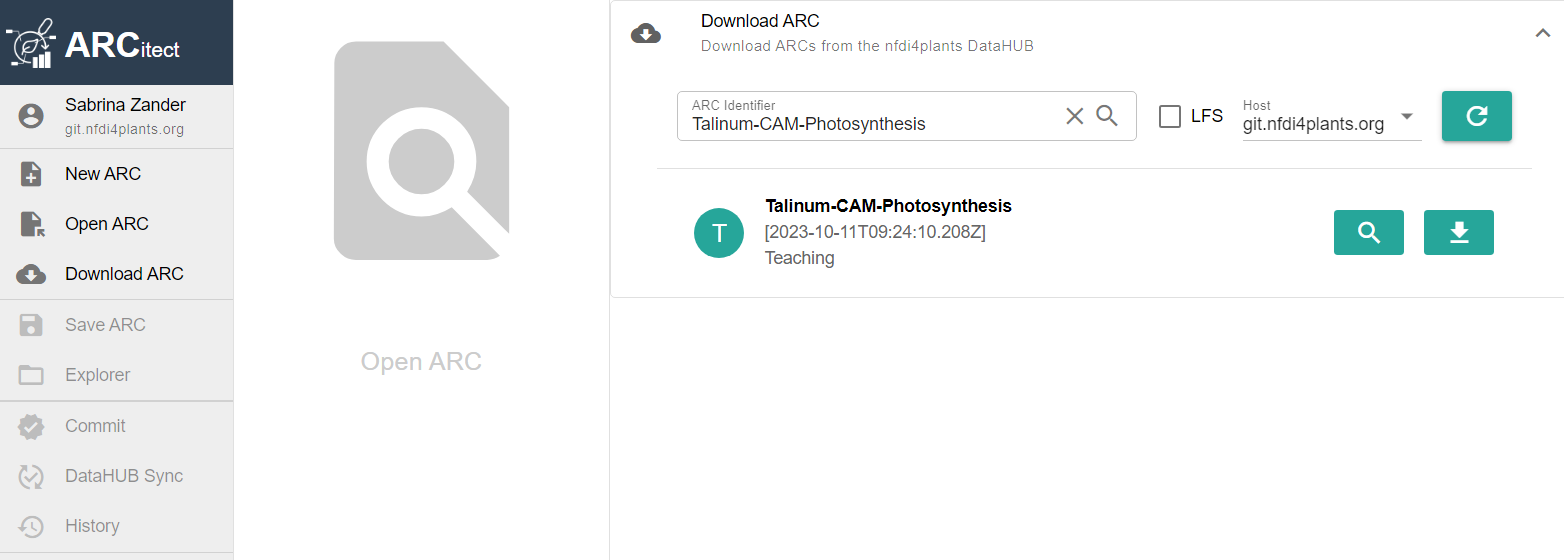 ARCitect
Sabrina Zander
git.nfdi4plants.org
New ARC
Open ARC
Download ARC
Save ARC
Explorer
Commit
DataHUB Sync
History
Open ARC
Download ARC
Download ARCs from the nfdi4plants DataHUB
ARC Identifier
Talinum-CAM-Photosynthesis
LFS
Host
git.nfdi4plants.org
T
Talinum-CAM-Photosynthesis
[2023-10-11T09:24:10.208Z]
Teaching